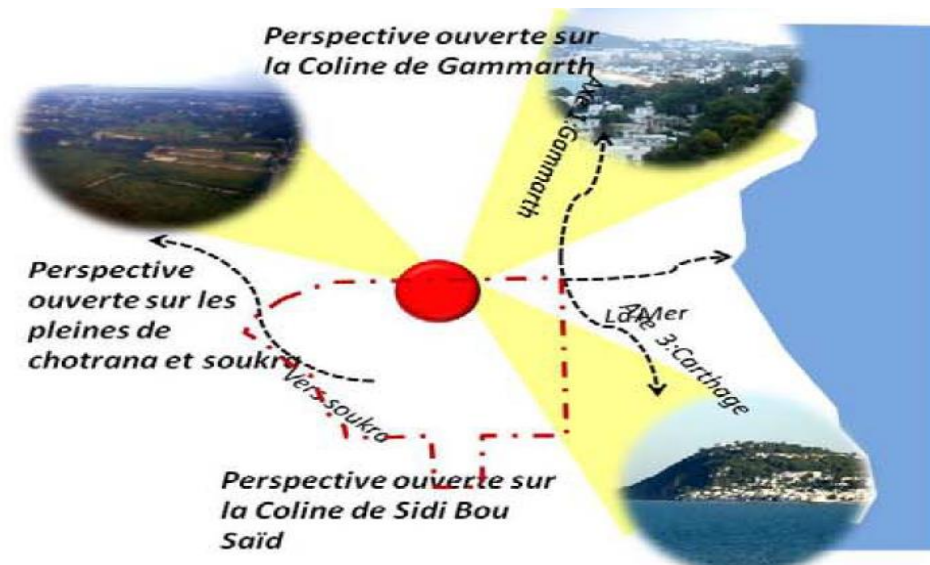 Perspective ouverte sur
la Coline de Gammarth
Axe 1:Gammarth
Perspective
ouverte sur les
pleines de
chotrana et soukra
Vers soukra
La Mer
Axe 3:Carthage
Perspective ouverte sur
la Coline de Sidi Bou
Saïd